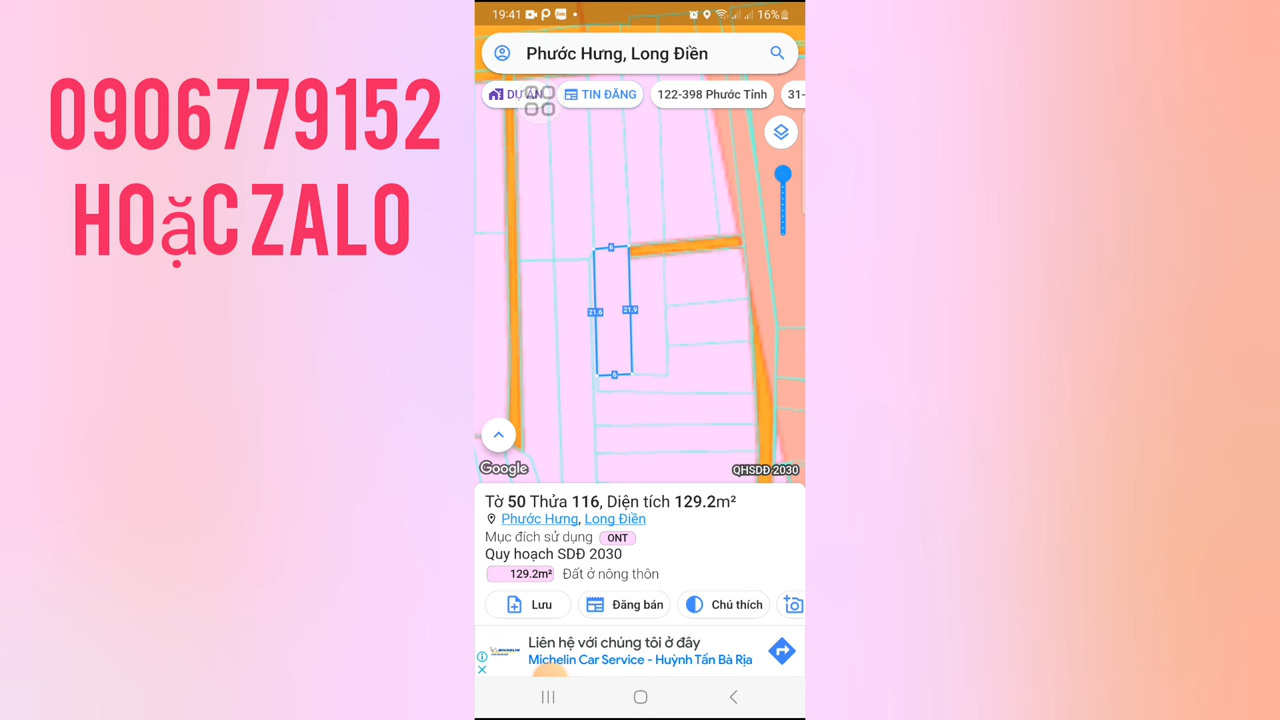 0906779152
HOặC ZALO
19:41
16%
Phước Hưng, Long Điền
DỰ ÁN
TIN ĐĂNG
122-398 Phước Tỉnh
31-
6
21.6
21.9
6
Google
QHSDĐ 2030
Tờ 50 Thửa 116, Diện tích 129.2m²
Phước Hưng, Long Điền
Mục đích sử dụng ONT
Quy hoạch SDĐ 2030
129.2m² Đất ở nông thôn
Lưu
Đăng bán
Chú thích
Liên hệ với chúng tôi ở đây
Michelin Car Service - Huỳnh Tấn Bà Rịa